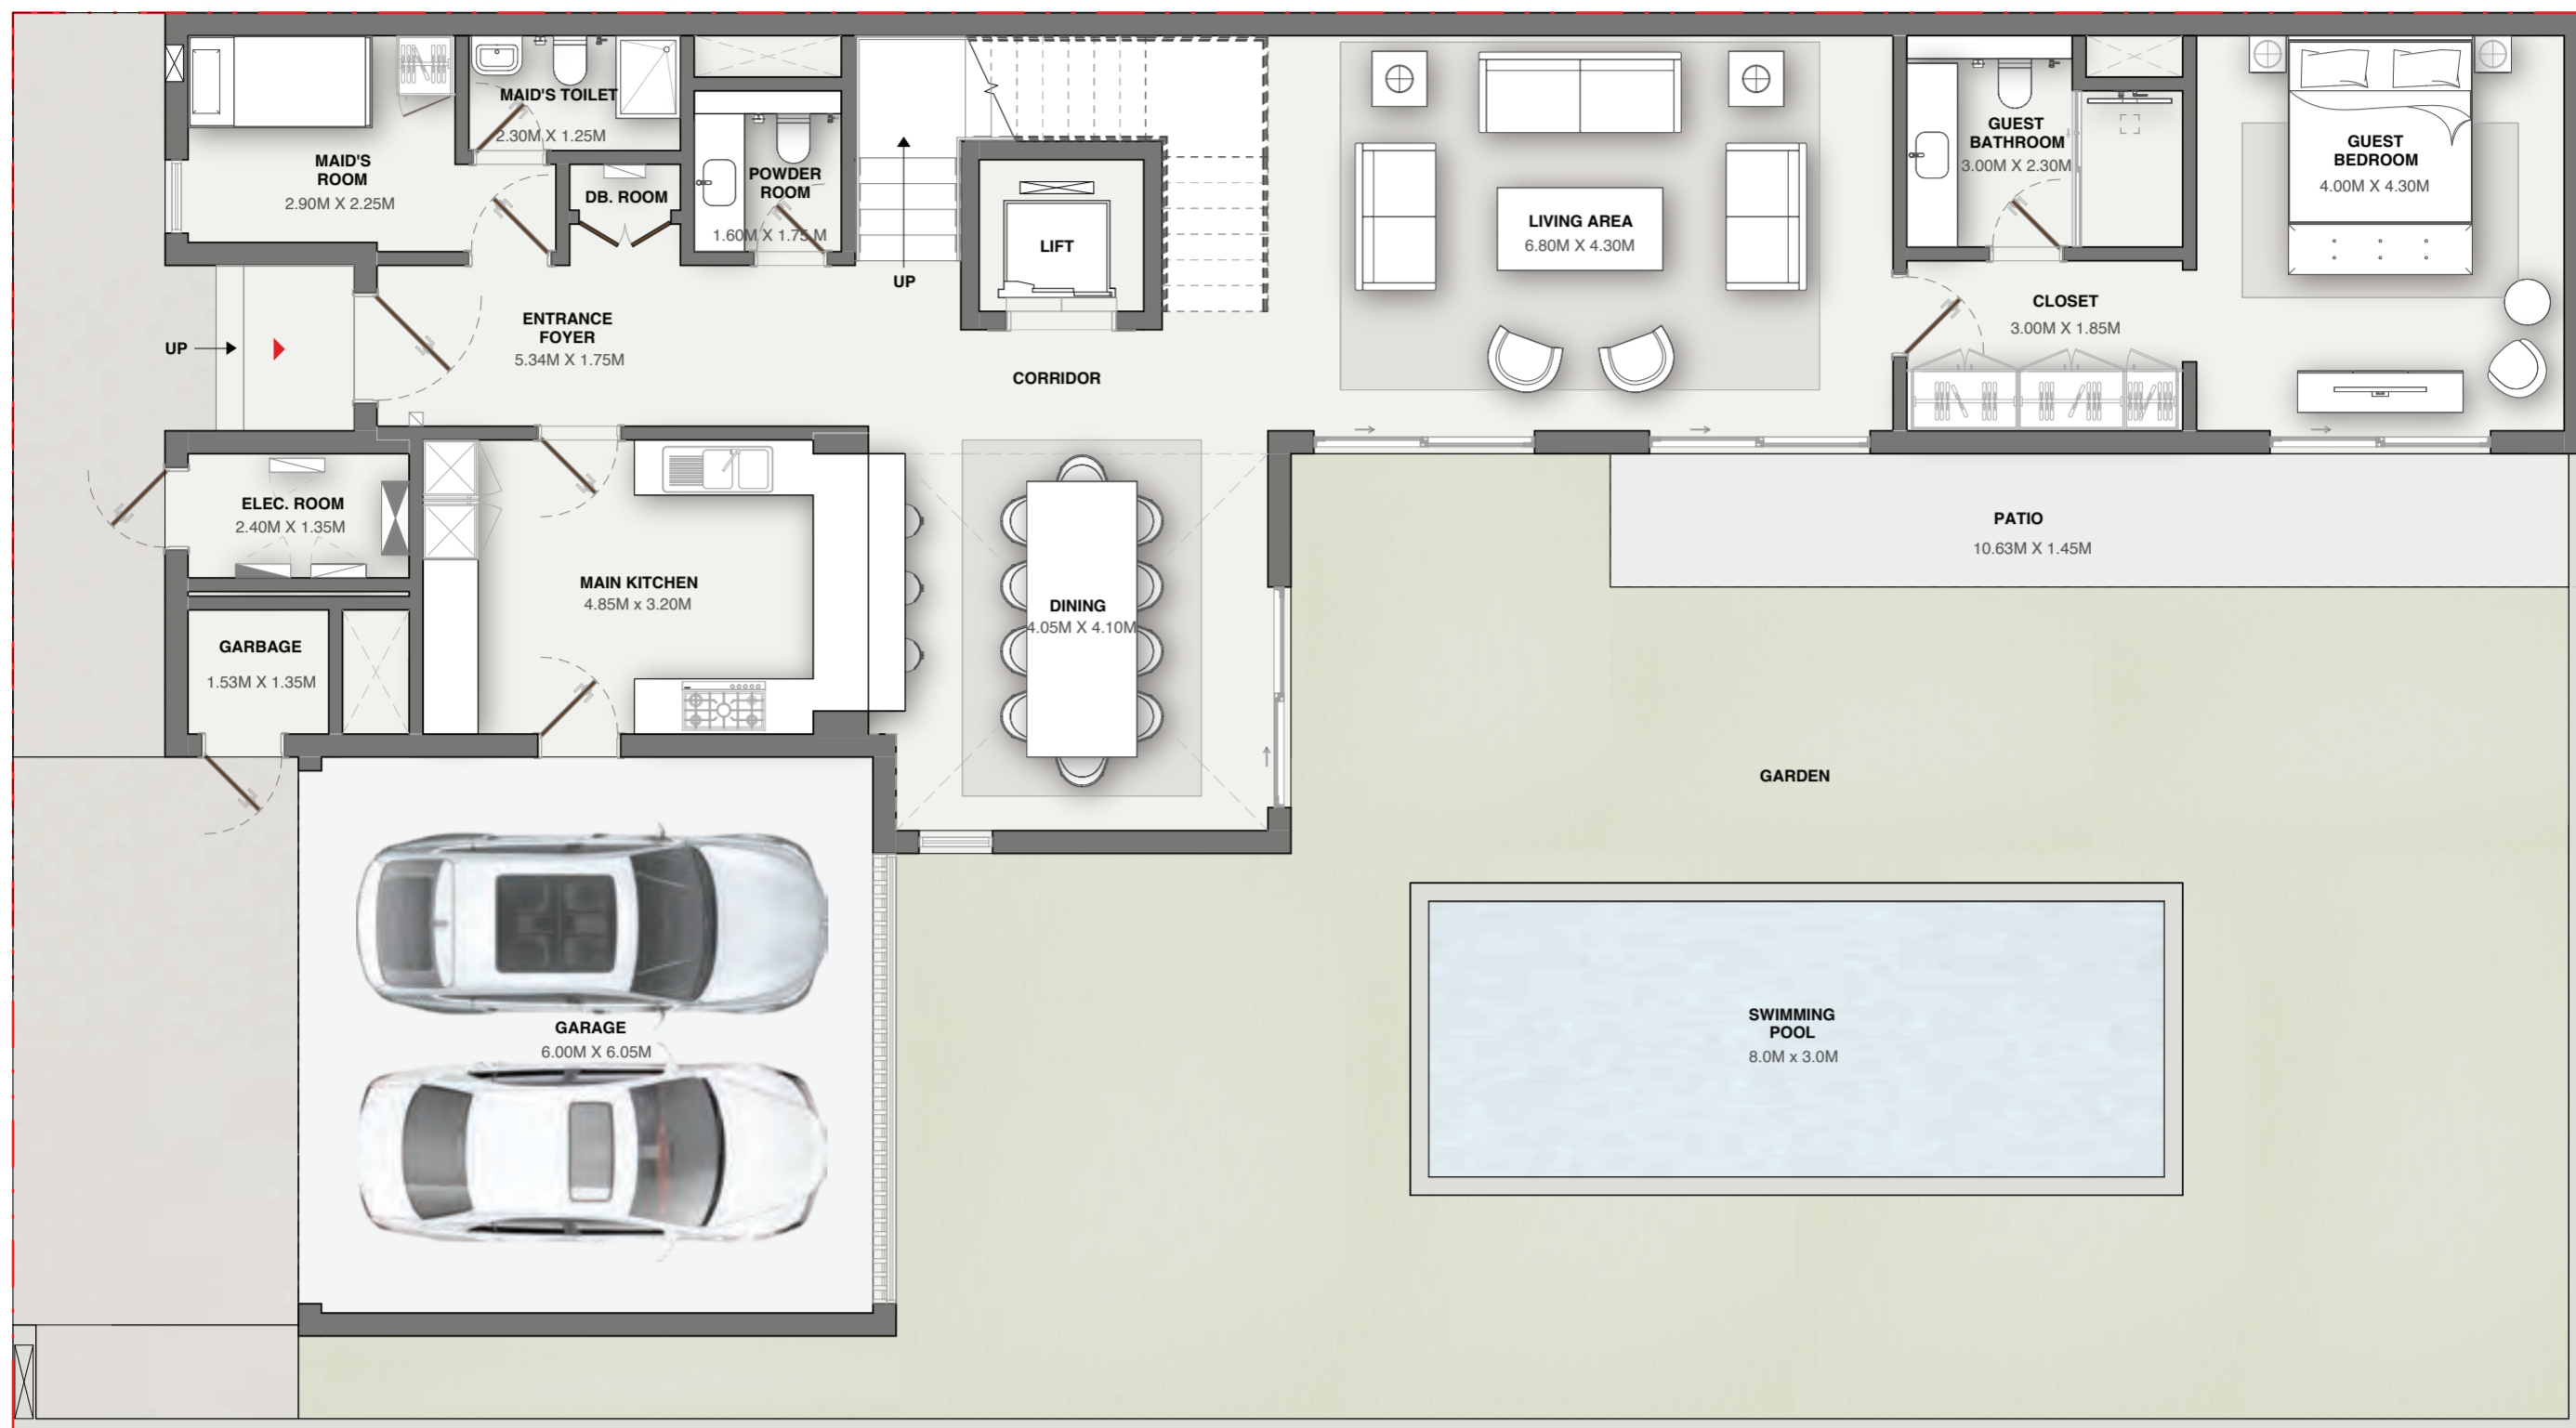 MAID'S
ROOM
2.90M X 2.25M
MAID'S TOILET
2.30M X 1.25M
DB. ROOM
POWDER
ROOM
1.60M X 1.75 M
UP
LIFT
LIVING AREA
6.80M X 4.30M
GUEST
BATHROOM
3.00M X 2.30M
GUEST
BEDROOM
4.00M X 4.30M
CLOSET
3.00M X 1.85M
UP
ENTRANCE
FOYER
5.34M X 1.75M
CORRIDOR
ELEC. ROOM
2.40M X 1.35M
MAIN KITCHEN
4.85M x 3.20M
DINING
4.05M X 4.10M
PATIO
10.63M X 1.45M
GARBAGE
1.53M X 1.35M
GARDEN
GARAGE
6.00M X 6.05M
SWIMMING
POOL
8.0M x 3.0M